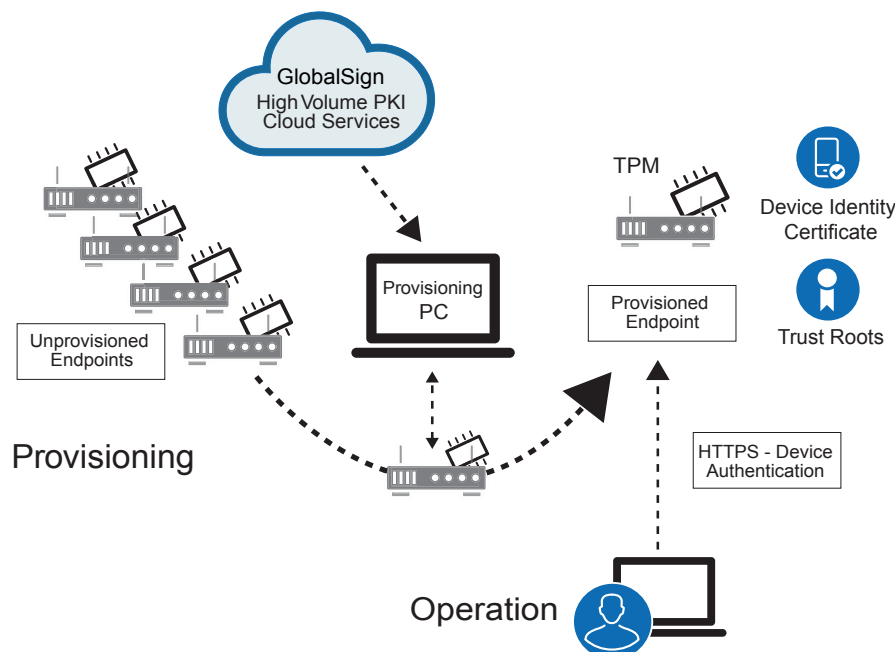 GlobalSign
High Volume PKI
Cloud Services
TPM
Device Identity
Certificate
Provisioning
PC
Provisioned
Endpoint
Unprovisioned
Endpoints
Trust Roots
Provisioning
HTTPS - Device
Authentication
Operation